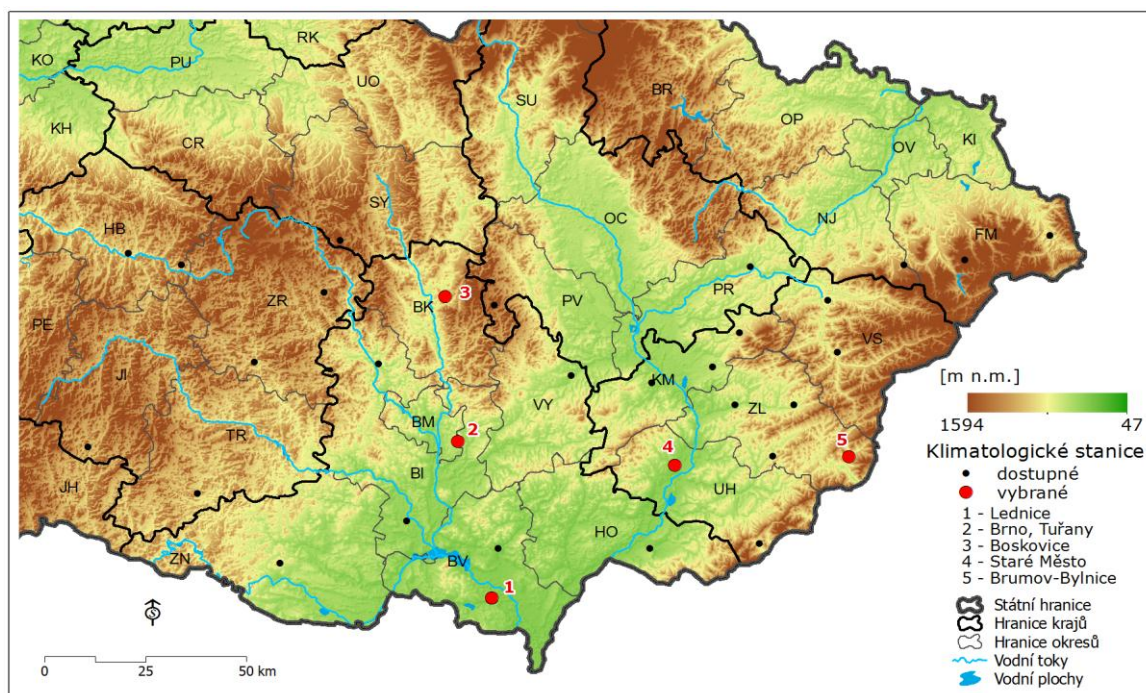 RK
KO
PU
UO
SU
BR
OP
KH
CR
OV
KI
SY
OC
NJ
HB
FM
ZR
BK
3
PV
PR
PE
VS
JI
KM
[m n.m.]
1594
47
VY
ZL
BM
2
TR
4
5
BI
UH
JH
HO
ZN
BV
1
Klimatologické stanice
dostupné
vybrané
1 - Lednice
2 - Brno, Tuřany
3 - Boskovice
4 - Staré Město
5 - Brumov-Bylnice
Státní hranice
Hranice krajů
Hranice okresů
Vodní toky
Vodní plochy
S
0
25
50 km